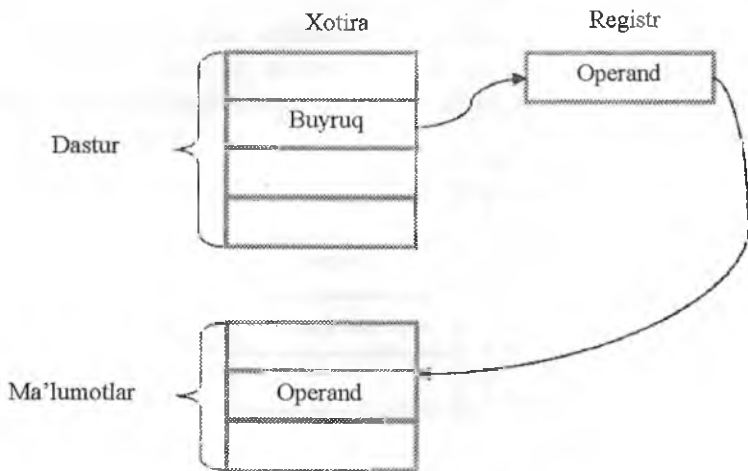 Xotira
Registr
Operand
Buyruq
Dastur
Ma'lumotlar
Operand